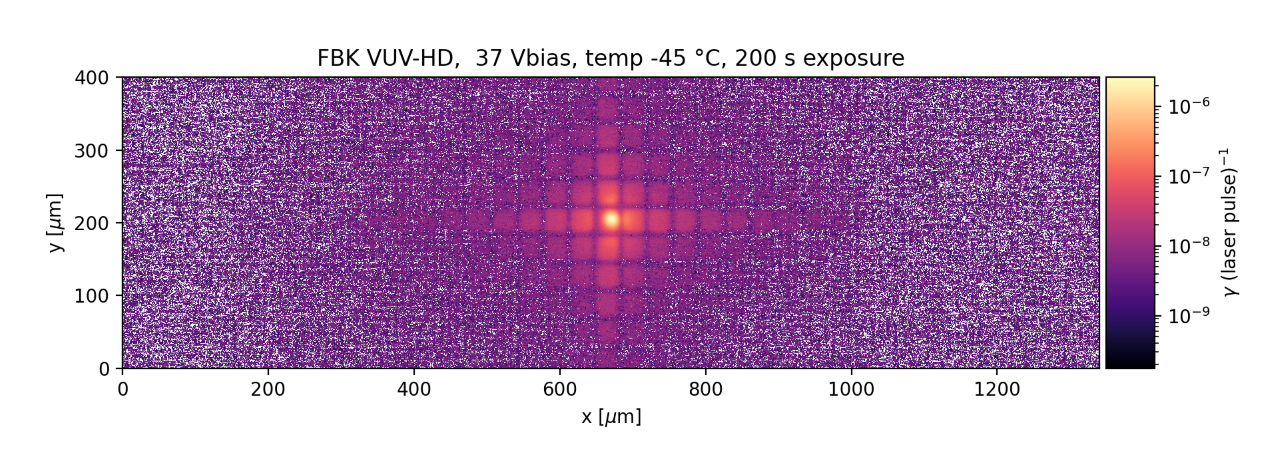 FBK VUV-HD,  37 Vbias, temp -45 °C, 200 s exposure
400
300
200
100
0
y [μm]
0 200 400 600 800 1000 1200
x [μm]
10⁻⁶
10⁻⁷
10⁻⁸
10⁻⁹
γ (laser pulse)⁻¹